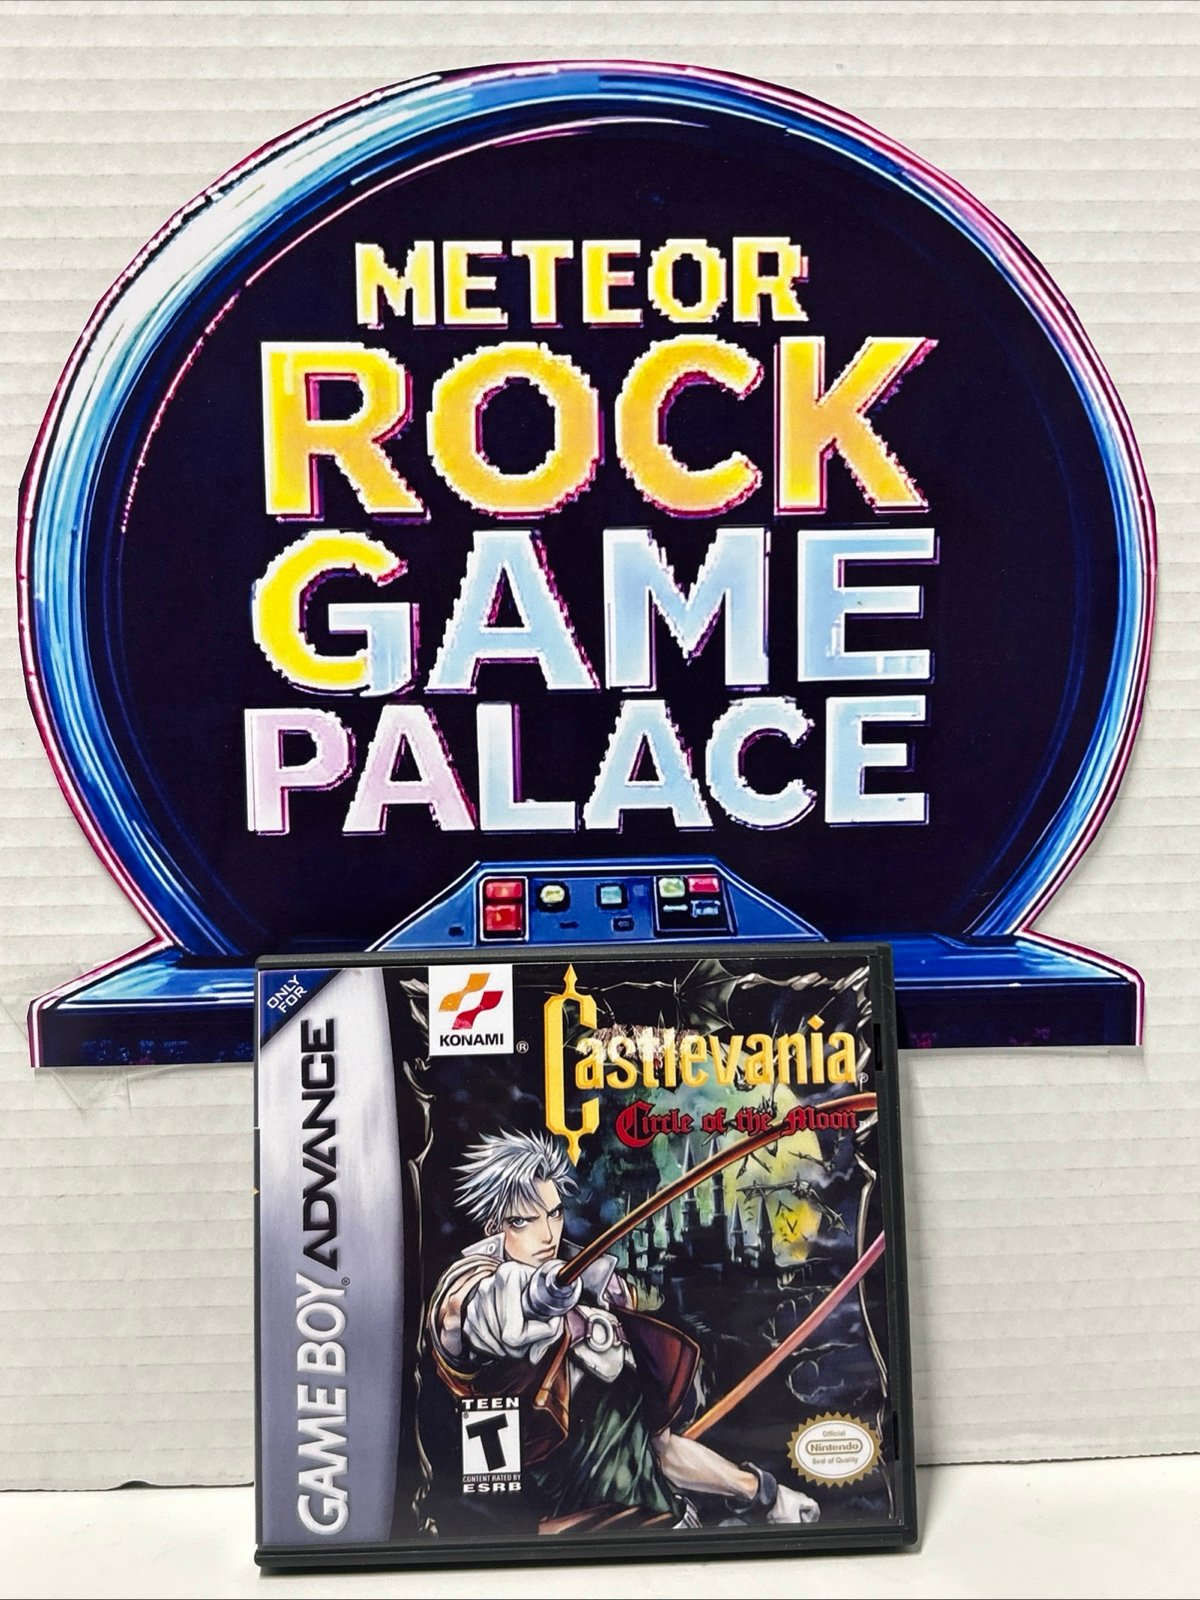 METEOR
ROCK
GAME
PALACE
ONLY
FOR
GAME BOY ADVANCE
KONAMI
®
Castlevania
Circle of the Moon
TEEN
T
CONTENT RATED BY
ESRB
Official
Nintendo
Seal of Quality